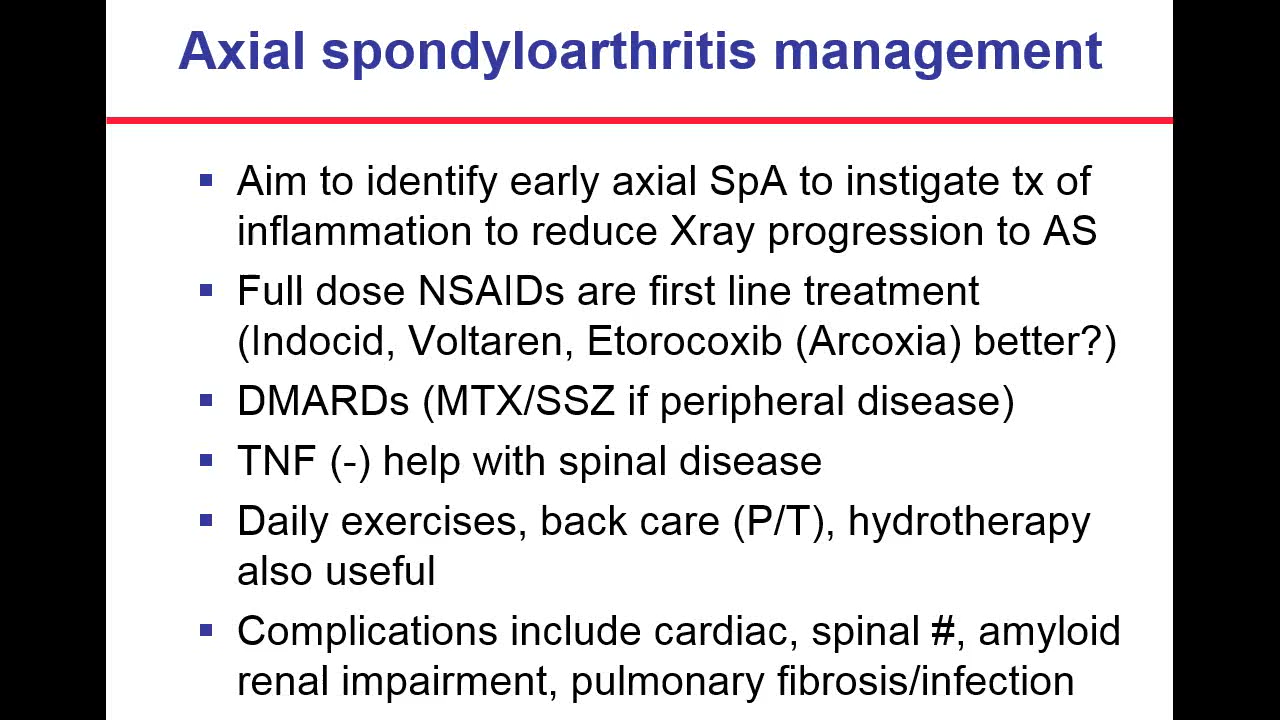 Axial spondyloarthritis management
▪ Aim to identify early axial SpA to instigate tx of
inflammation to reduce Xray progression to AS
▪ Full dose NSAIDs are first line treatment
(Indocid, Voltaren, Etorocoxib (Arcoxia) better?)
▪ DMARDs (MTX/SSZ if peripheral disease)
▪ TNF (-) help with spinal disease
▪ Daily exercises, back care (P/T), hydrotherapy
also useful
▪ Complications include cardiac, spinal #, amyloid
renal impairment, pulmonary fibrosis/infection